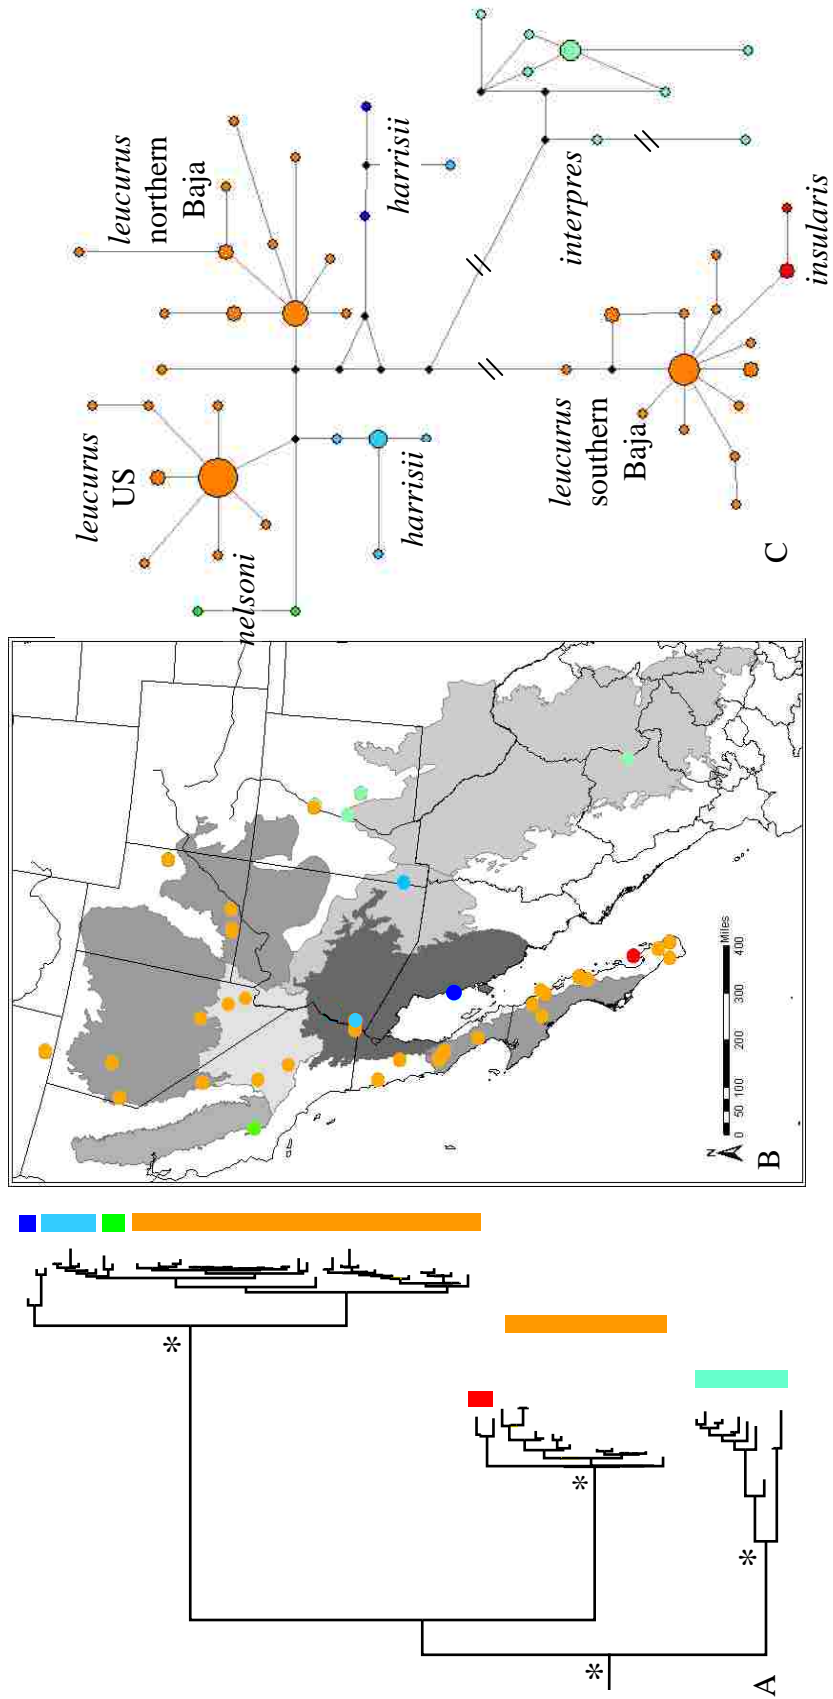 A
*
*
*
*
B
N
0 50 100 200 300 400
Miles
C
nelsoni
leucurus
US
harrisii
leucurus
northern
Baja
harrisii
leucurus
southern
Baja
interpres
insularis